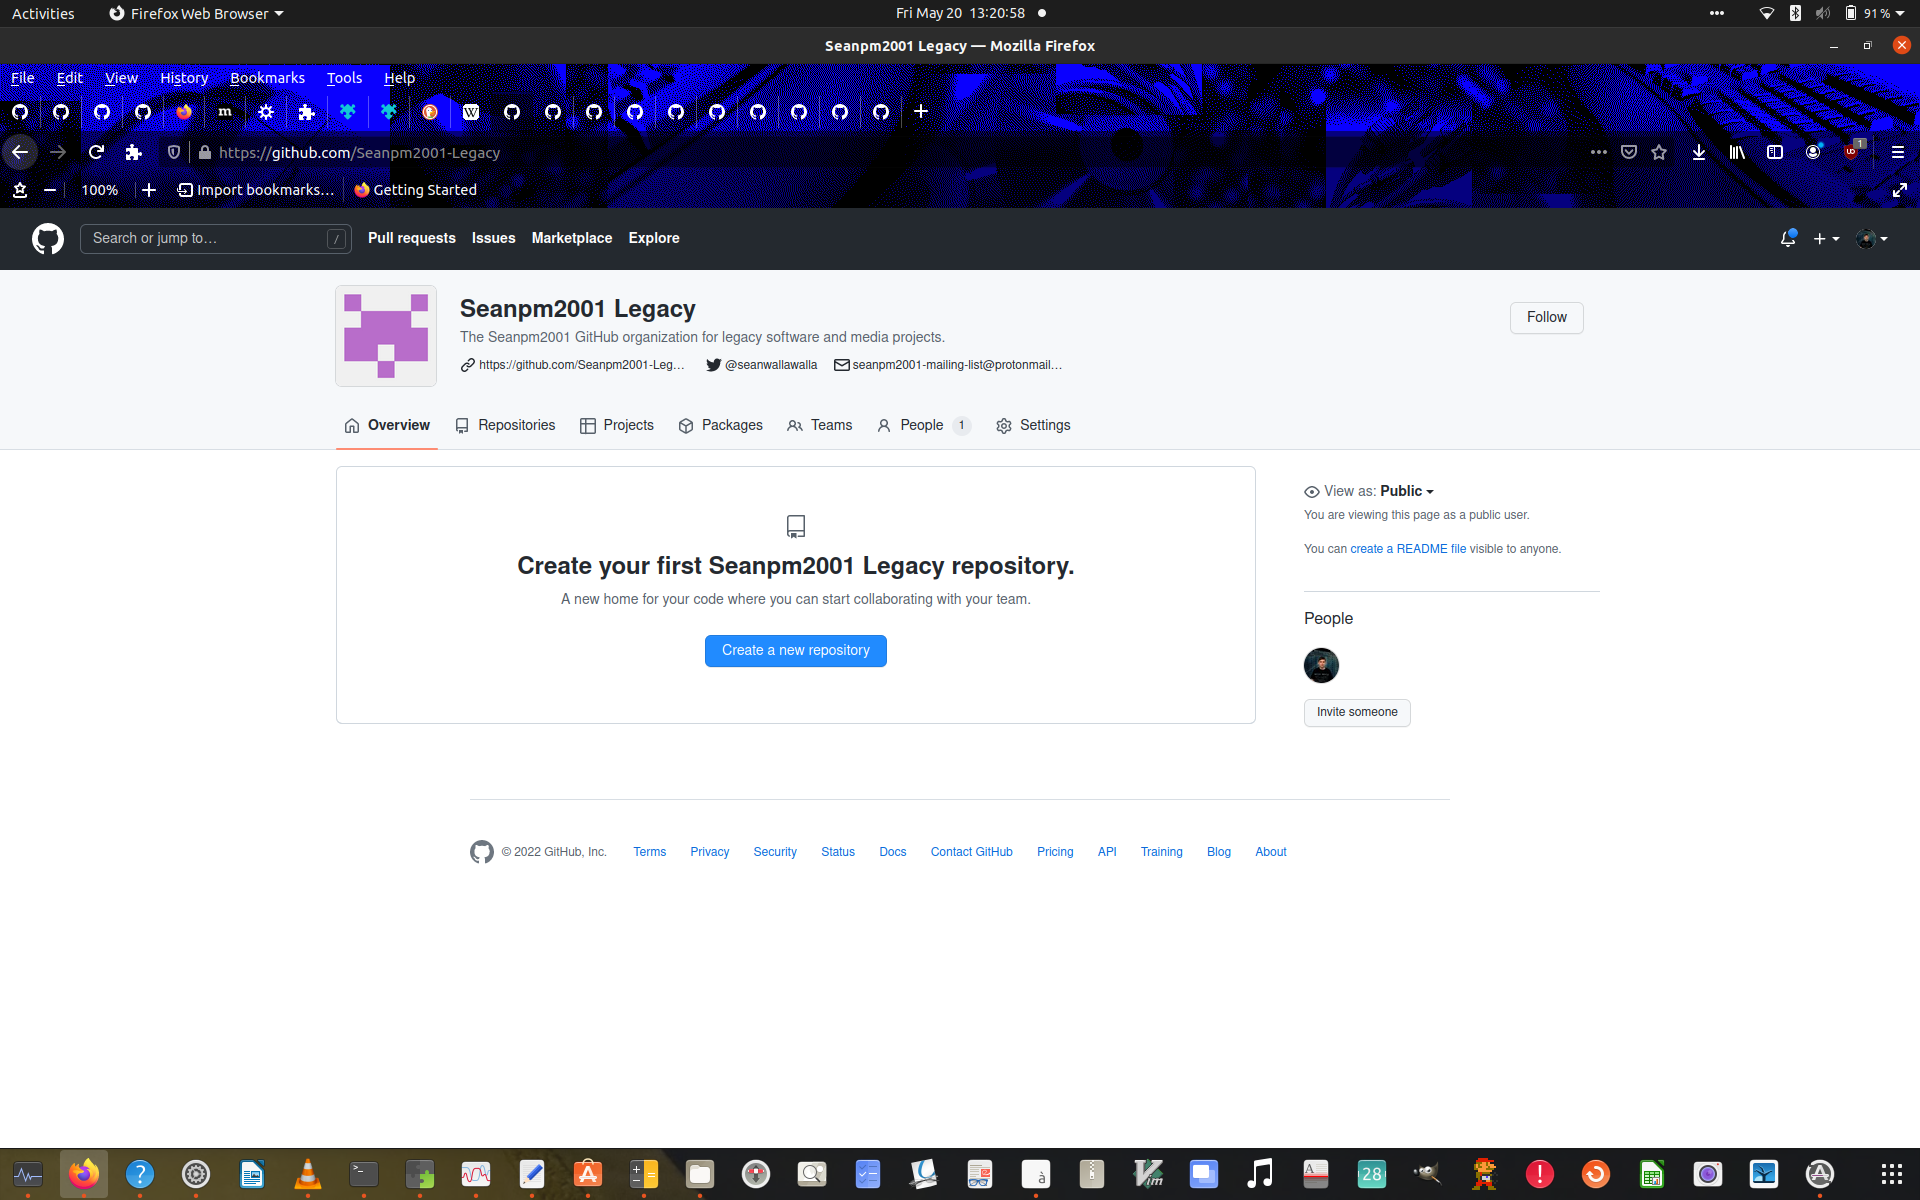 Activities Firefox Web Browser Fri May 20 13:20:58 91 %
Seanpm2001 Legacy — Mozilla Firefox
File Edit View History Bookmarks Tools Help
m W
https://github.com/Seanpm2001-Legacy 1
100% Import bookmarks… Getting Started
Search or jump to… / Pull requests Issues Marketplace Explore
Seanpm2001 Legacy
Follow
The Seanpm2001 GitHub organization for legacy software and media projects.
https://github.com/Seanpm2001-Leg… @seanwallawalla seanpm2001-mailing-list@protonmail…
Overview Repositories Projects Packages Teams People 1 Settings
View as: Public
You are viewing this page as a public user.
You can create a README file visible to anyone.
Create your first Seanpm2001 Legacy repository.
A new home for your code where you can start collaborating with your team.
Create a new repository
People
Invite someone
© 2022 GitHub, Inc. Terms Privacy Security Status Docs Contact GitHub Pricing API Training Blog About
? >_ à Vim A 28 !